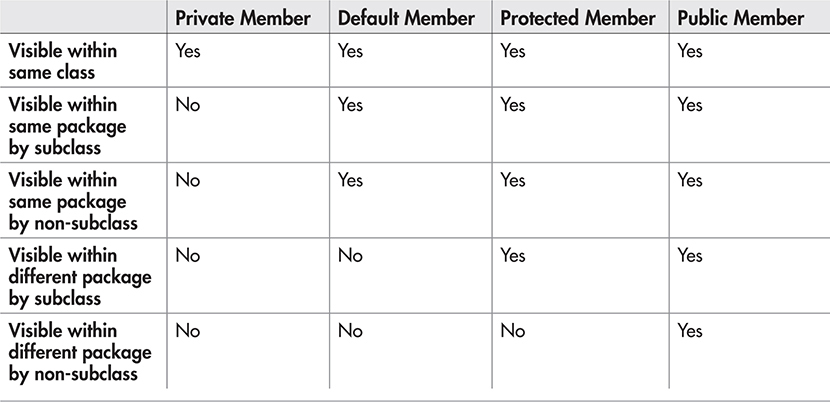 Private Member Default Member Protected Member Public Member
Visible within same class Yes Yes Yes Yes
Visible within same package by subclass No Yes Yes Yes
Visible within same package by non-subclass No Yes Yes Yes
Visible within different package by subclass No No Yes Yes
Visible within different package by non-subclass No No No Yes